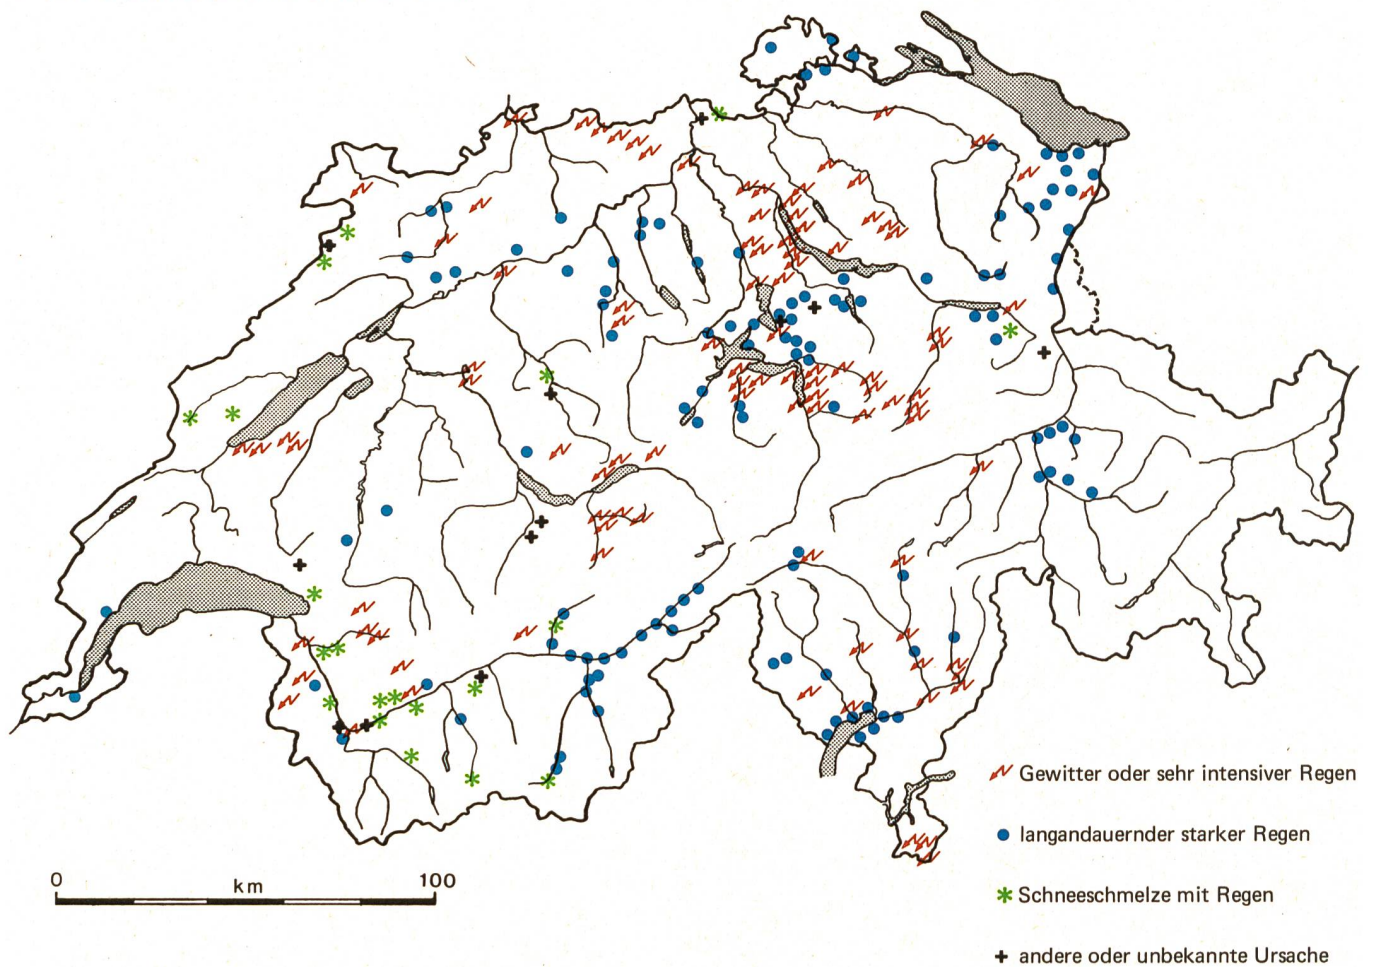 Gewitter oder sehr intensiver Regen
langandauernder starker Regen
0 km 100
Schneeschmelze mit Regen
andere oder unbekannte Ursache